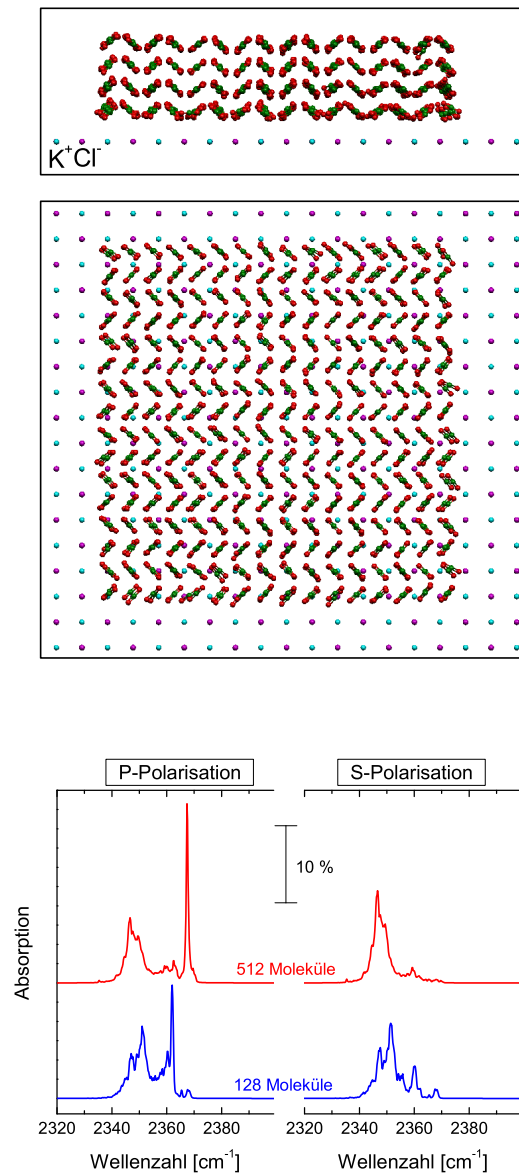 K⁺Cl⁻
P-Polarisation
S-Polarisation
10 %
Absorption
512 Moleküle
128 Moleküle
2320 2340 2360 2380
2320 2340 2360 2380
Wellenzahl [cm⁻¹]
Wellenzahl [cm⁻¹]